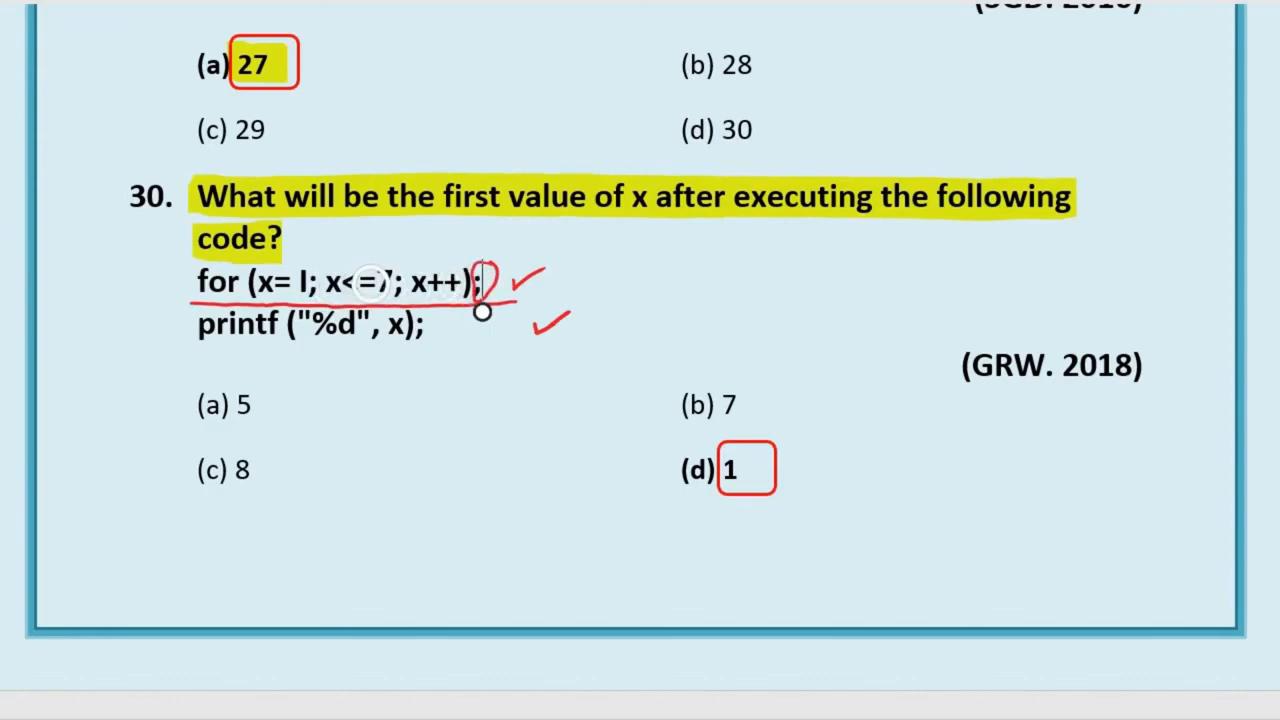 (a) 27 (b) 28
(c) 29 (d) 30
30. What will be the first value of x after executing the following
code?
for (x= I; x<=7; x++);
printf ("%d", x);
(GRW. 2018)
(a) 5 (b) 7
(c) 8 (d) 1